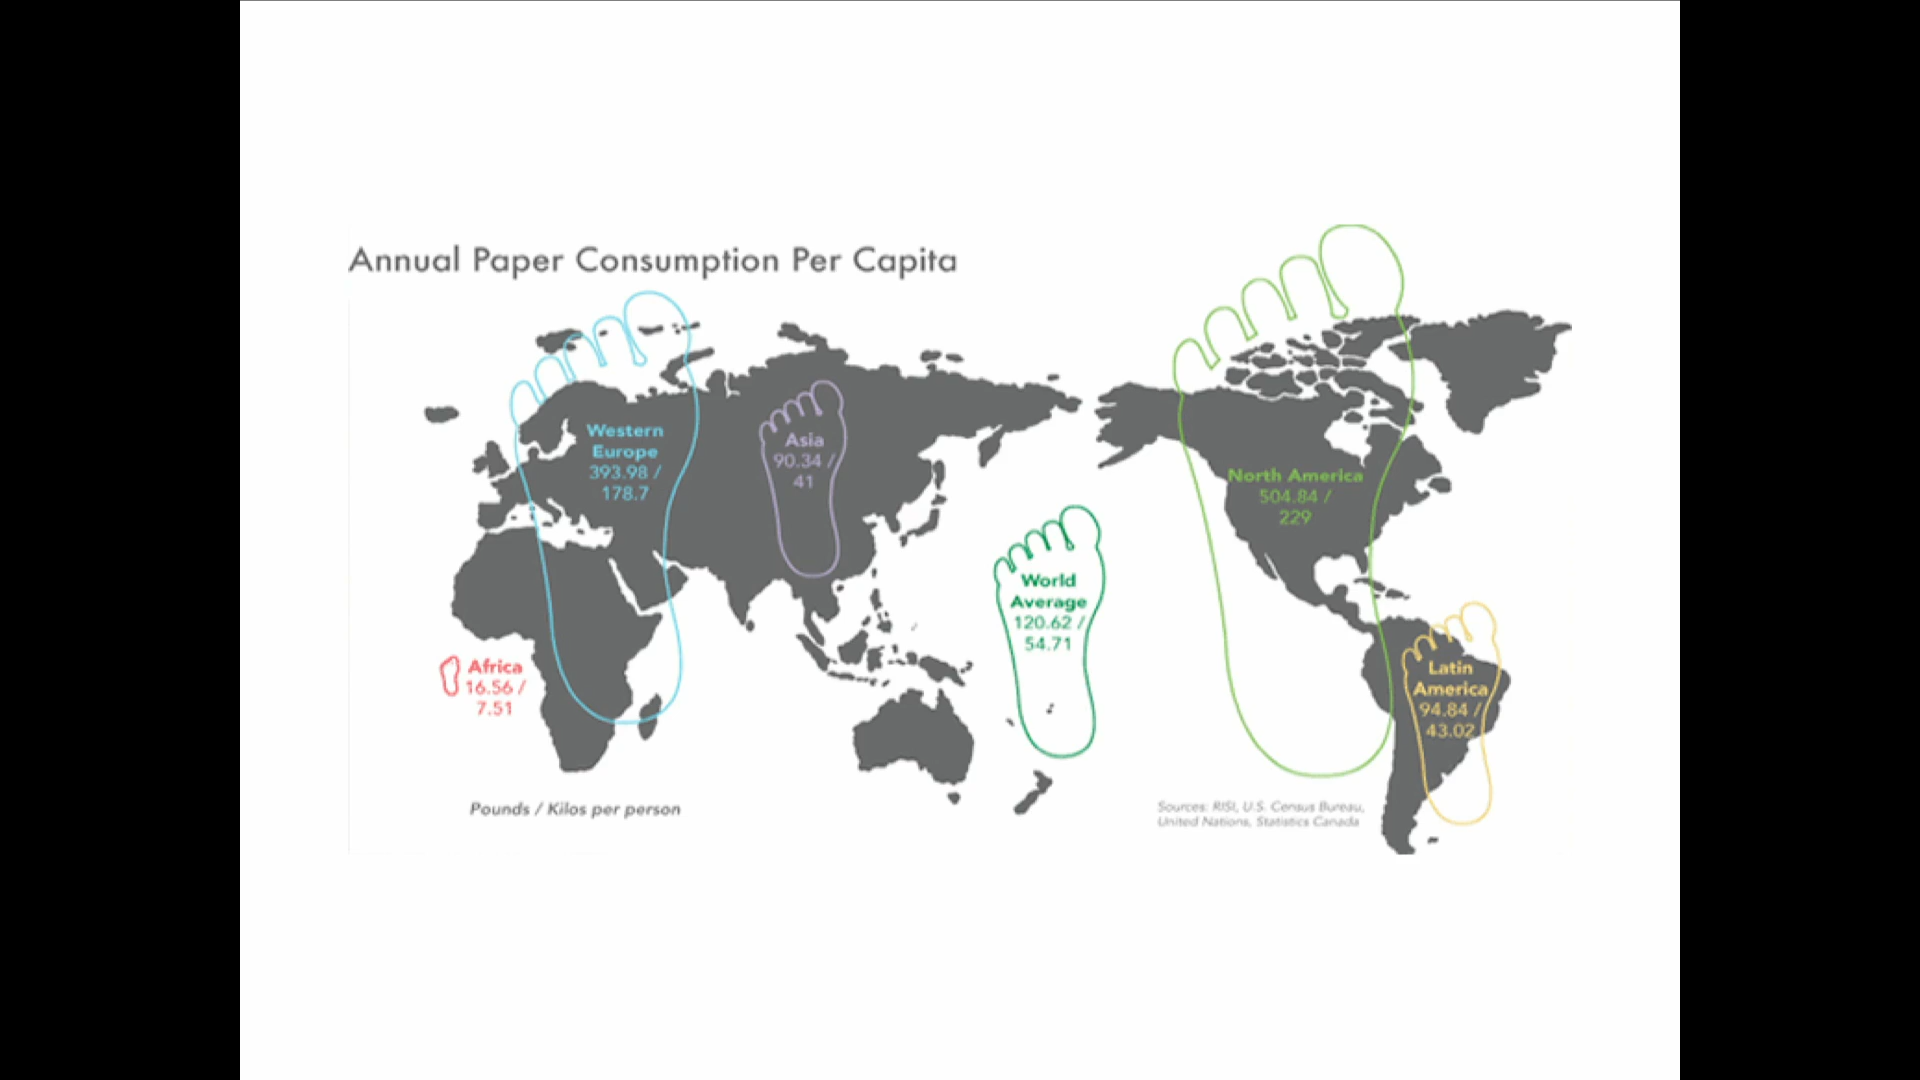 Annual Paper Consumption Per Capita
Western
Europe
393.98 /
178.7
Asia
90.34 /
41
North America
504.84 /
229
World
Average
120.62 /
54.71
Africa
16.56 /
7.51
Latin
America
94.84 /
43.02
Pounds / Kilos per person
Sources: RISI, U.S. Census Bureau,
United Nations, Statistics Canada